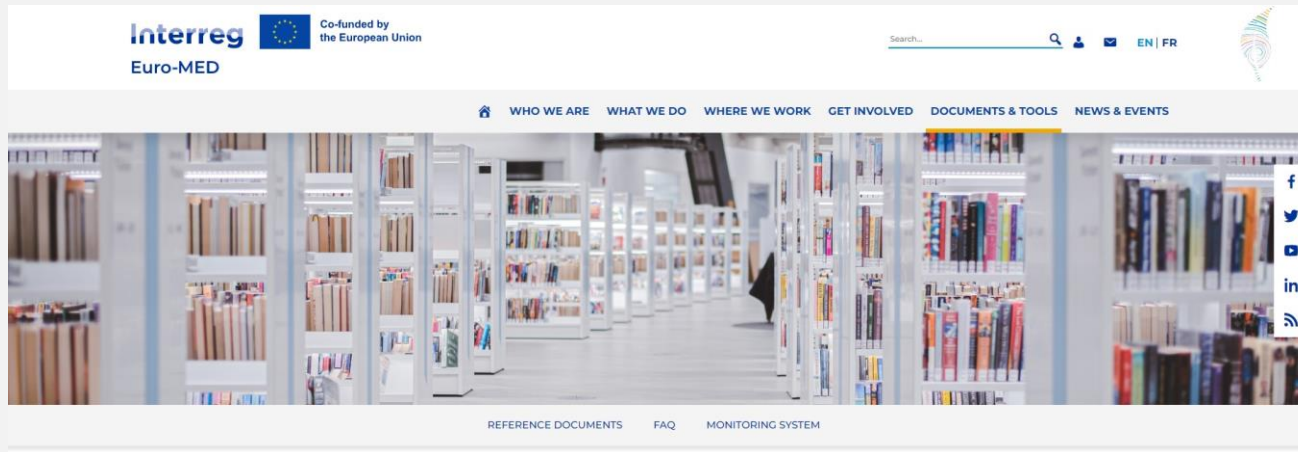 Interreg
Co-funded by
the European Union
Euro-MED
Search...
EN | FR
WHO WE ARE WHAT WE DO WHERE WE WORK GET INVOLVED DOCUMENTS & TOOLS NEWS & EVENTS
REFERENCE DOCUMENTS FAQ MONITORING SYSTEM